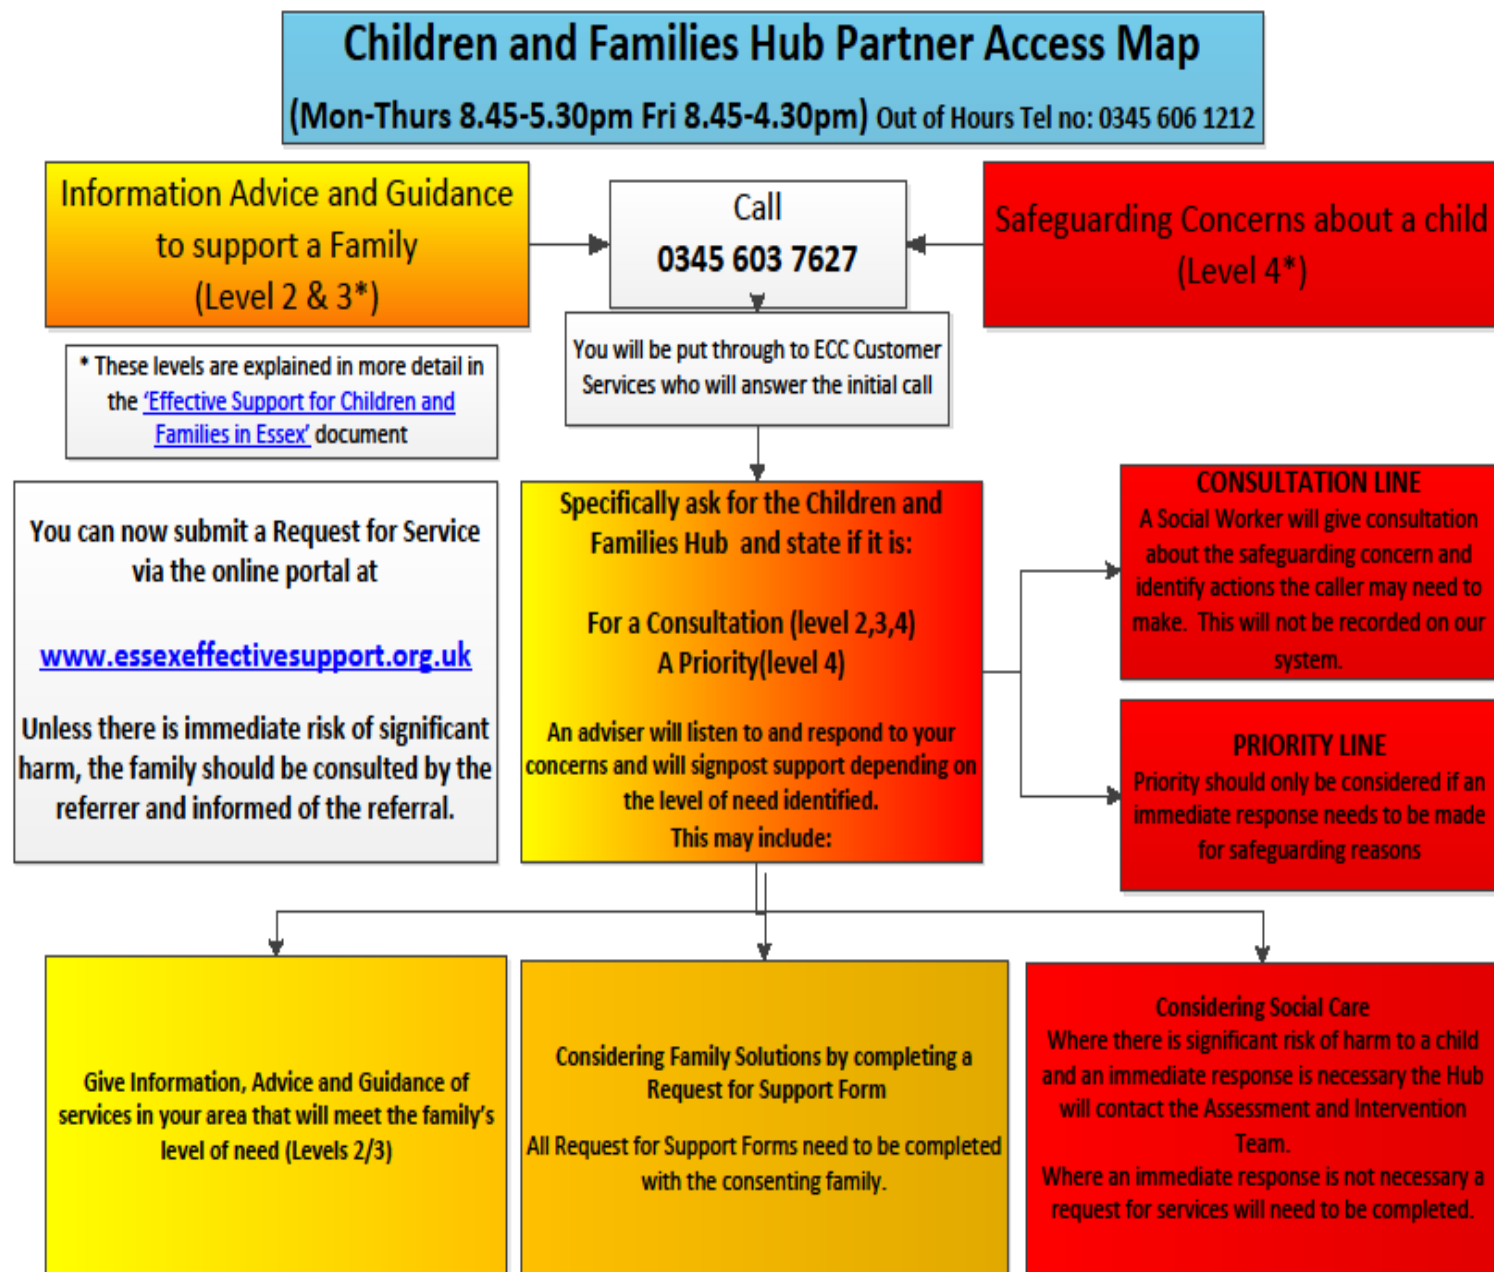 Children and Families Hub Partner Access Map
(Mon-Thurs 8.45-5.30pm Fri 8.45-4.30pm) Out of Hours Tel no: 0345 606 1212
Information Advice and Guidance
to support a Family
(Level 2 & 3*)
Call
0345 603 7627
Safeguarding Concerns about a child
(Level 4*)
* These levels are explained in more detail in
the ‘Effective Support for Children and
Families in Essex’ document
You will be put through to ECC Customer
Services who will answer the initial call
You can now submit a Request for Service
via the online portal at
www.essexeffectivesupport.org.uk
Unless there is immediate risk of significant
harm, the family should be consulted by the
referrer and informed of the referral.
Specifically ask for the Children and
Families Hub and state if it is:
For a Consultation (level 2,3,4)
A Priority(level 4)
An adviser will listen to and respond to your
concerns and will signpost support depending on
the level of need identified.
This may include:
CONSULTATION LINE
A Social Worker will give consultation
about the safeguarding concern and
identify actions the caller may need to
make. This will not be recorded on our
system.
PRIORITY LINE
Priority should only be considered if an
immediate response needs to be made
for safeguarding reasons
Give Information, Advice and Guidance of
services in your area that will meet the family’s
level of need (Levels 2/3)
Considering Family Solutions by completing a
Request for Support Form
All Request for Support Forms need to be completed
with the consenting family.
Considering Social Care
Where there is significant risk of harm to a child
and an immediate response is necessary the Hub
will contact the Assessment and Intervention
Team.
Where an immediate response is not necessary a
request for services will need to be completed.